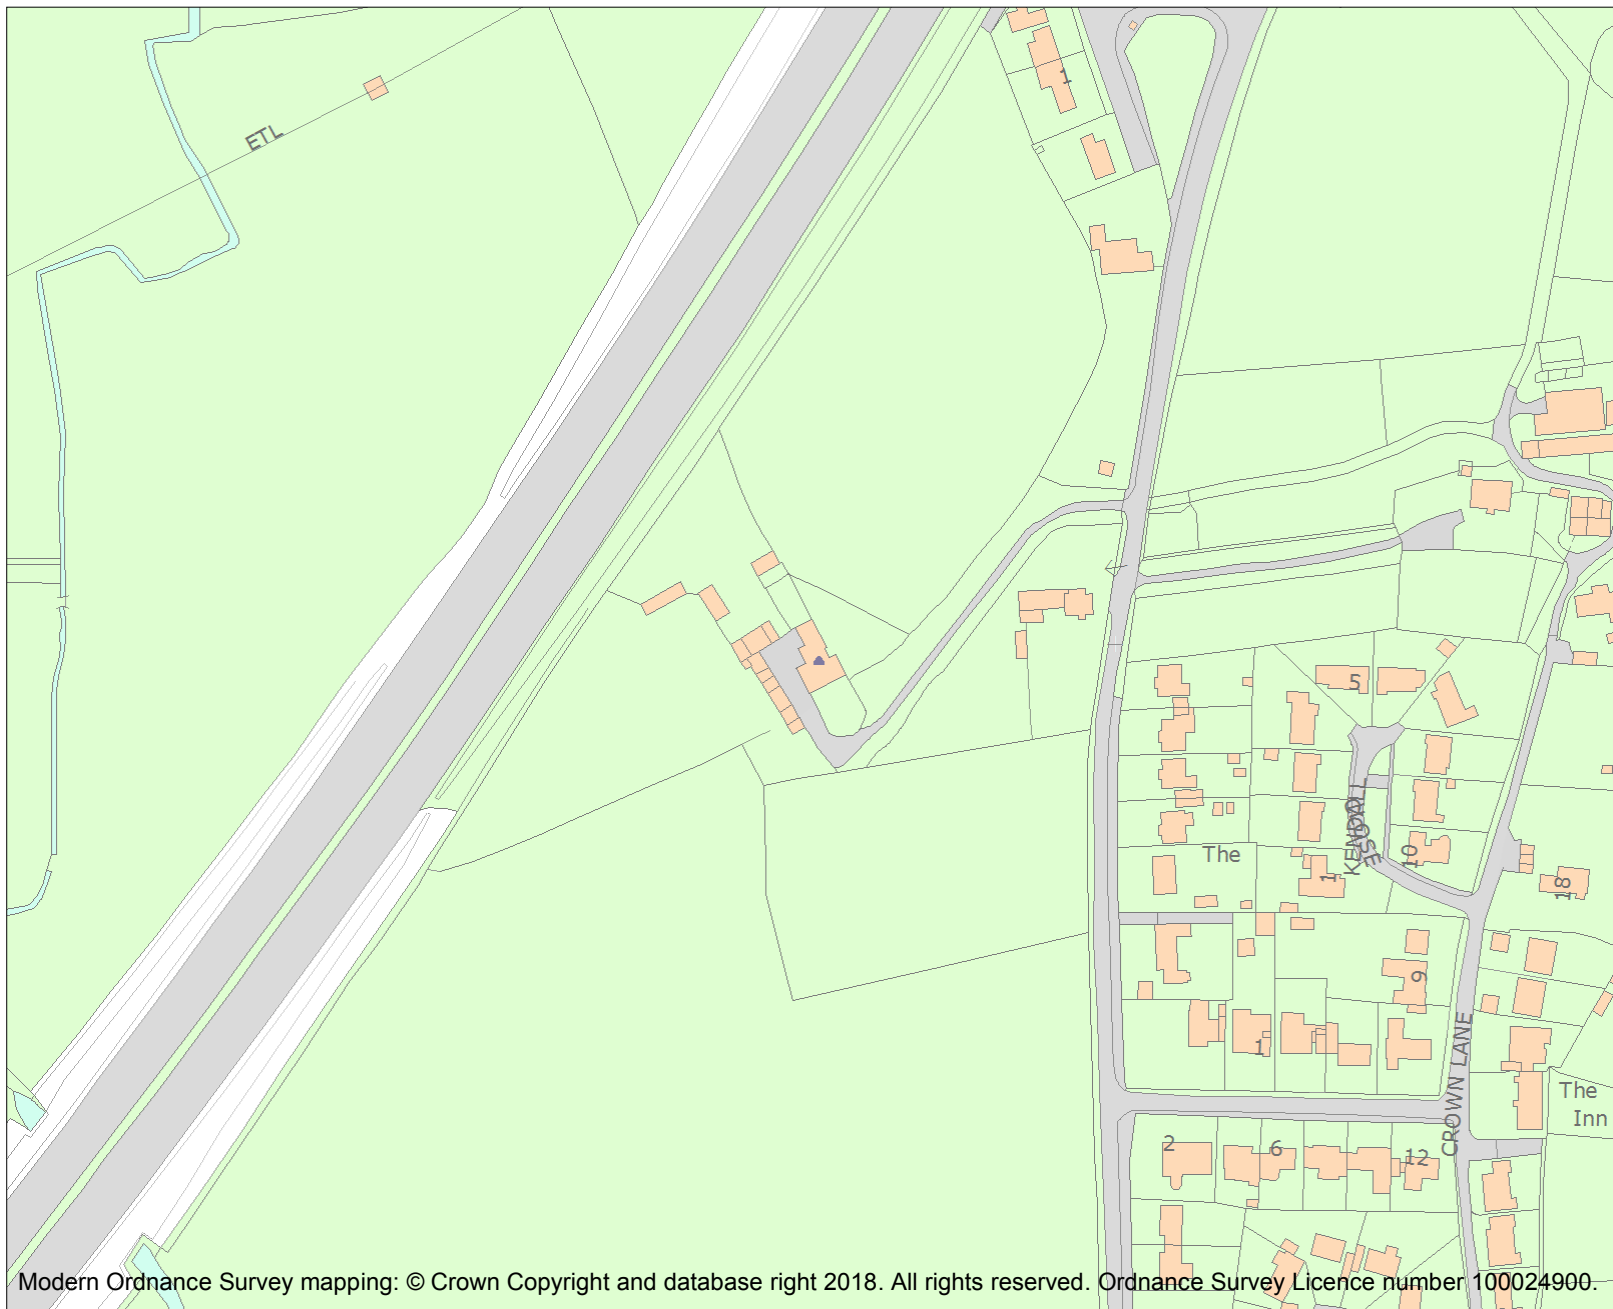 1
ETL
5
KENDALL
CLOSE
The
10
1
18
9
1
CROWN LANE
The
Inn
2
6
12
Modern Ordnance Survey mapping: © Crown Copyright and database right 2018. All rights reserved. Ordnance Survey Licence number 100024900.